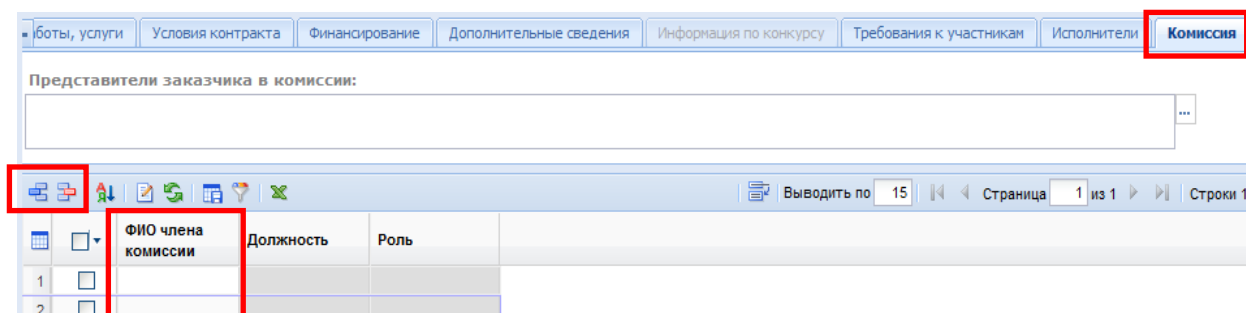 боты, услуги Условия контракта Финансирование Дополнительные сведения Информация по конкурсу Требования к участникам Исполнители Комиссия
Представители заказчика в комиссии:
...
Выводить по 15 Страница 1 из 1 Строки 1
ФИО члена
комиссии Должность Роль
1
2